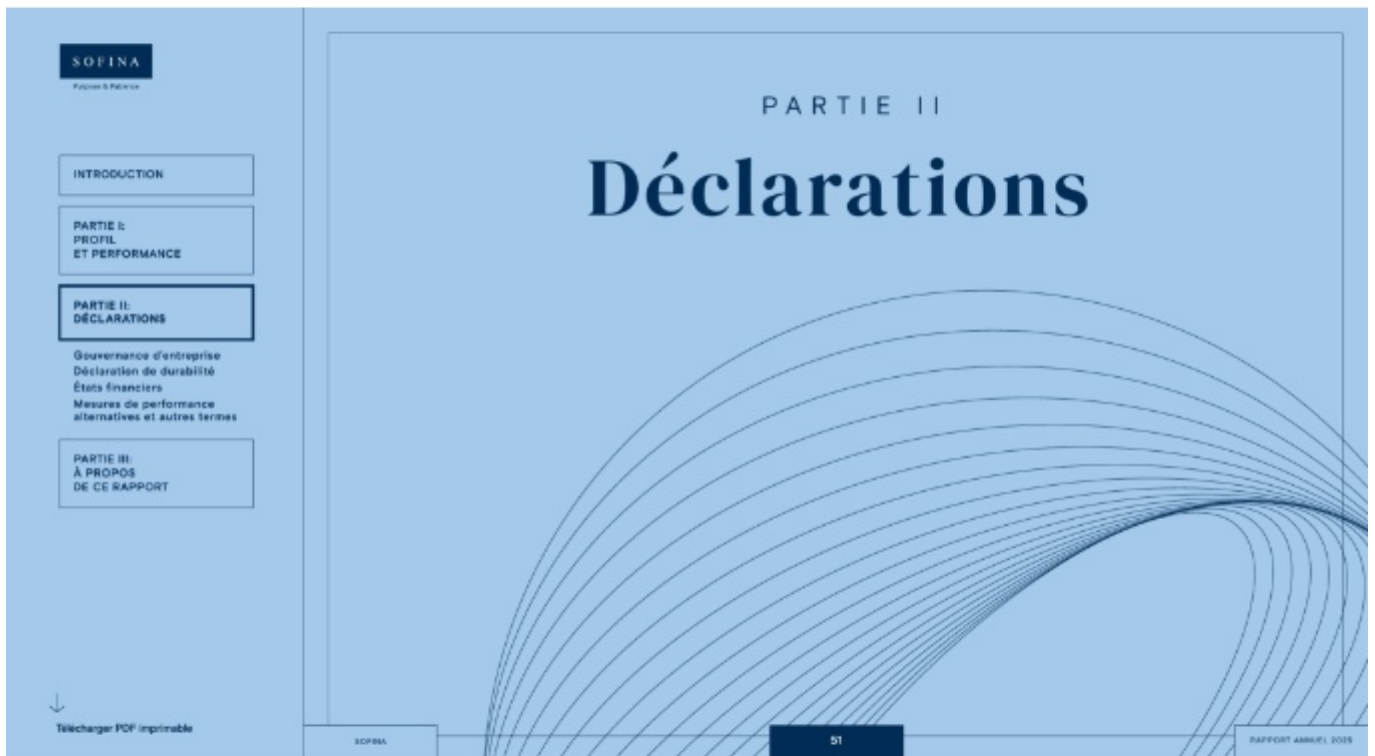 SOFINA
Purpose & Patience
INTRODUCTION
PARTIE I:
PROFIL
ET PERFORMANCE
PARTIE II:
DÉCLARATIONS
Gouvernance d'entreprise
Déclaration de durabilité
États financiers
Mesures de performance
alternatives et autres termes
PARTIE III:
À PROPOS
DE CE RAPPORT
Télécharger PDF imprimable
PARTIE II
Déclarations
SOFINA
51
RAPPORT ANNUEL 2025